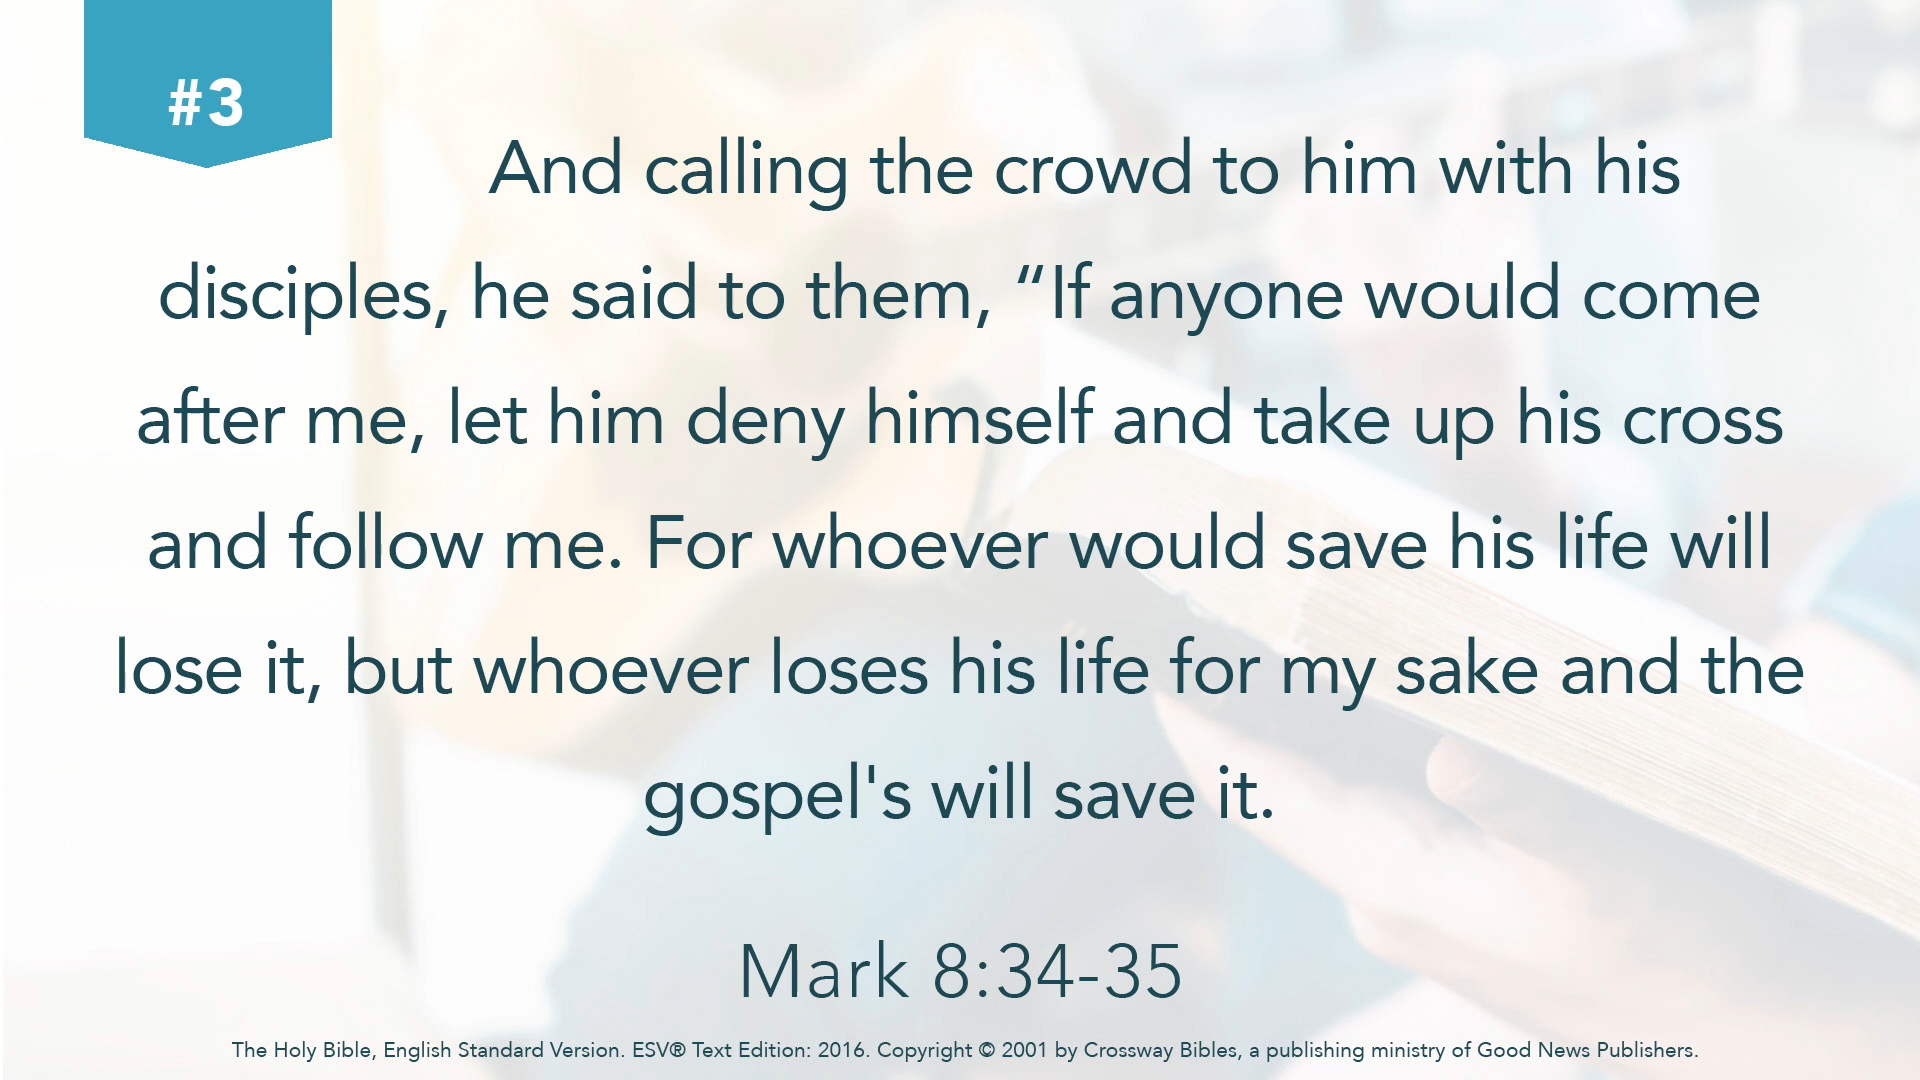 #3
And calling the crowd to him with his
disciples, he said to them, “If anyone would come
after me, let him deny himself and take up his cross
and follow me. For whoever would save his life will
lose it, but whoever loses his life for my sake and the
gospel's will save it.
Mark 8:34-35
The Holy Bible, English Standard Version. ESV® Text Edition: 2016. Copyright © 2001 by Crossway Bibles, a publishing ministry of Good News Publishers.